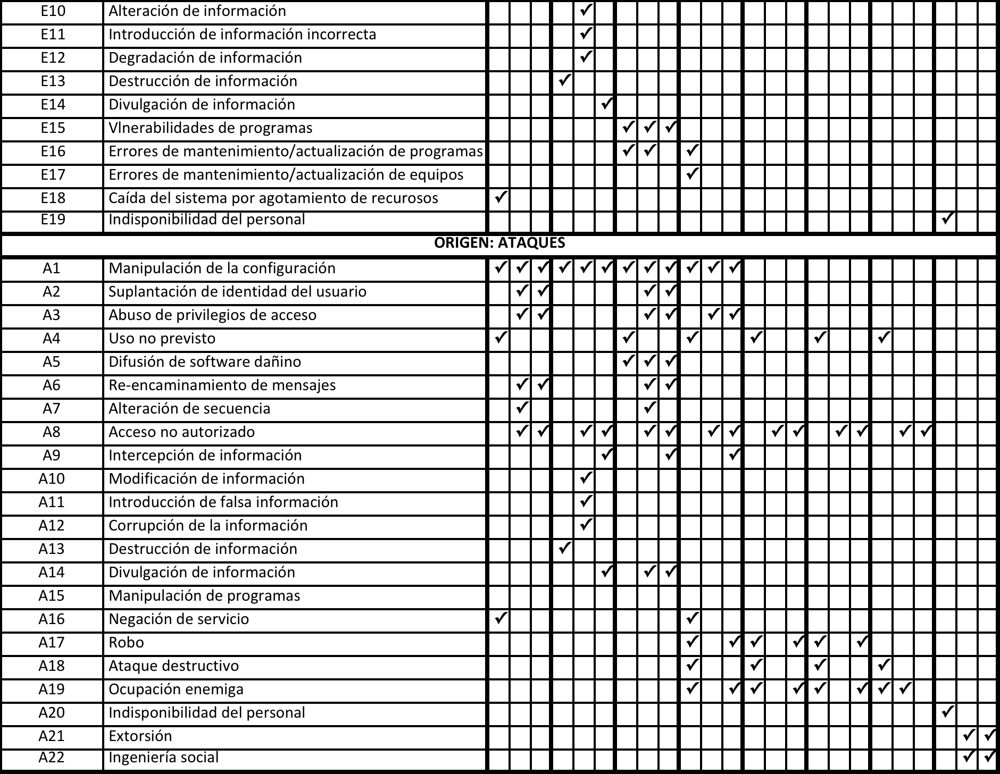 E10 Alteración de información ✓
E11 Introducción de información incorrecta ✓
E12 Degradación de información ✓
E13 Destrucción de información ✓
E14 Divulgación de información ✓
E15 Vlnerabilidades de programas ✓ ✓ ✓
E16 Errores de mantenimiento/actualización de programas ✓ ✓ ✓
E17 Errores de mantenimiento/actualización de equipos ✓
E18 Caída del sistema por agotamiento de recurosos ✓
E19 Indisponibilidad del personal ✓
ORIGEN: ATAQUES
A1 Manipulación de la configuración ✓ ✓ ✓ ✓ ✓ ✓ ✓ ✓ ✓ ✓ ✓ ✓
A2 Suplantación de identidad del usuario ✓ ✓ ✓ ✓
A3 Abuso de privilegios de acceso ✓ ✓ ✓ ✓ ✓ ✓
A4 Uso no previsto ✓ ✓ ✓ ✓ ✓ ✓
A5 Difusión de software dañino ✓ ✓ ✓
A6 Re-encaminamiento de mensajes ✓ ✓ ✓ ✓
A7 Alteración de secuencia ✓ ✓
A8 Acceso no autorizado ✓ ✓ ✓ ✓ ✓ ✓ ✓ ✓ ✓ ✓ ✓ ✓ ✓ ✓
A9 Intercepción de información ✓ ✓ ✓
A10 Modificación de información ✓
A11 Introducción de falsa información ✓
A12 Corrupción de la información ✓
A13 Destrucción de información ✓
A14 Divulgación de información ✓ ✓ ✓
A15 Manipulación de programas
A16 Negación de servicio ✓ ✓
A17 Robo ✓ ✓ ✓ ✓ ✓ ✓
A18 Ataque destructivo ✓ ✓ ✓ ✓
A19 Ocupación enemiga ✓ ✓ ✓ ✓ ✓ ✓ ✓ ✓
A20 Indisponibilidad del personal ✓
A21 Extorsión ✓ ✓
A22 Ingeniería social ✓ ✓